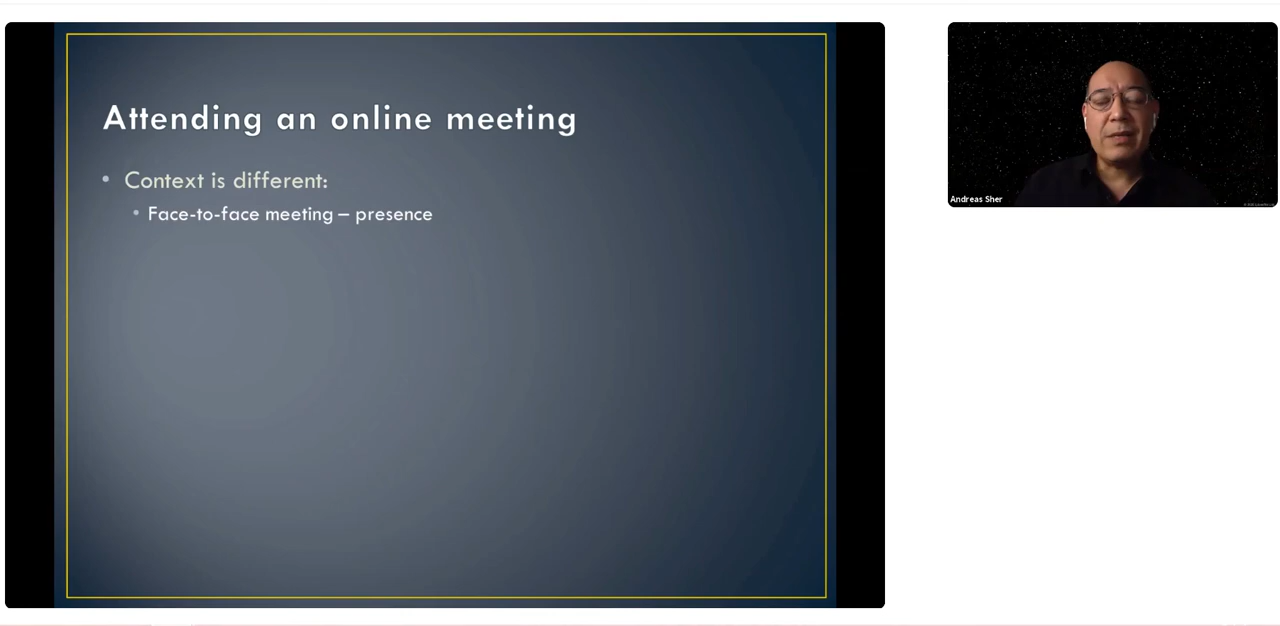 Attending an online meeting
• Context is different:
• Face-to-face meeting – presence
Andreas Sher